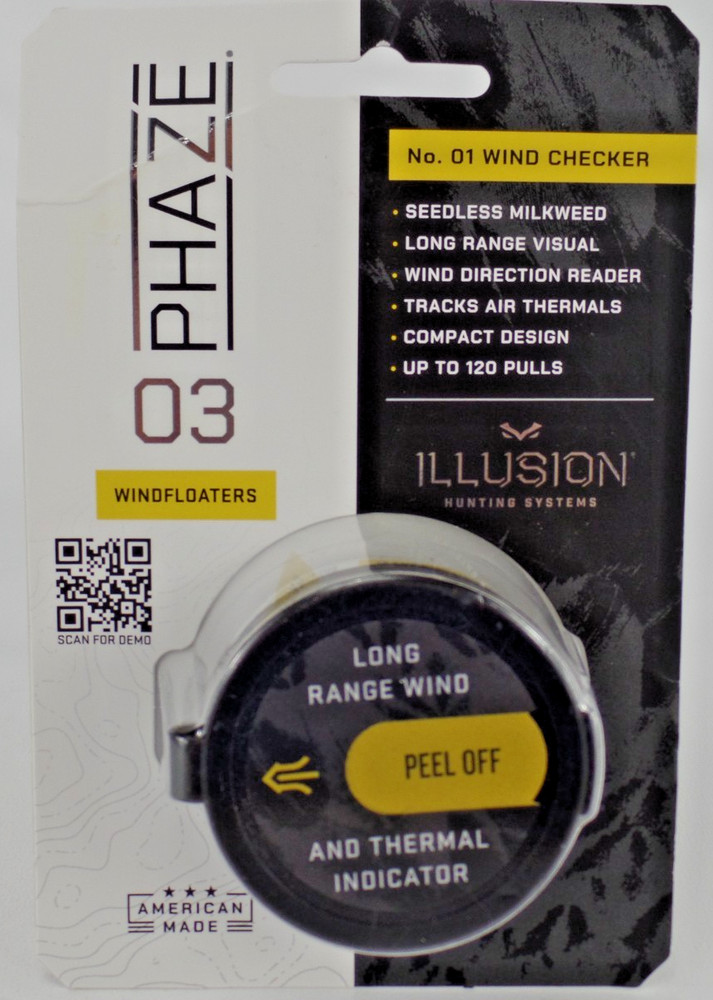 PHAZE
03
WINDFLOATERS
SCAN FOR DEMO
No. 01 WIND CHECKER
• SEEDLESS MILKWEED
• LONG RANGE VISUAL
• WIND DIRECTION READER
• TRACKS AIR THERMALS
• COMPACT DESIGN
• UP TO 120 PULLS
ILLUSION
HUNTING SYSTEMS
LONG
RANGE WIND
PEEL OFF
AND THERMAL
INDICATOR
AMERICAN
MADE